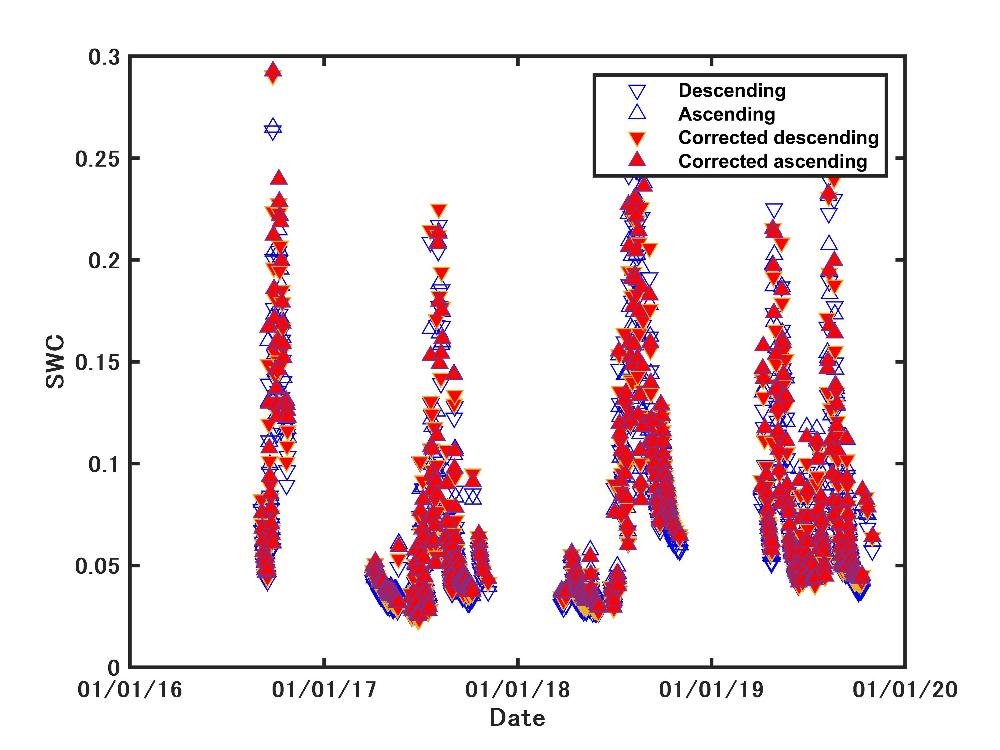 0.3
0.25
0.2
0.15
0.1
0.05
0
SWC
Descending
Ascending
Corrected descending
Corrected ascending
01/01/16
01/01/17
01/01/18
01/01/19
01/01/20
Date